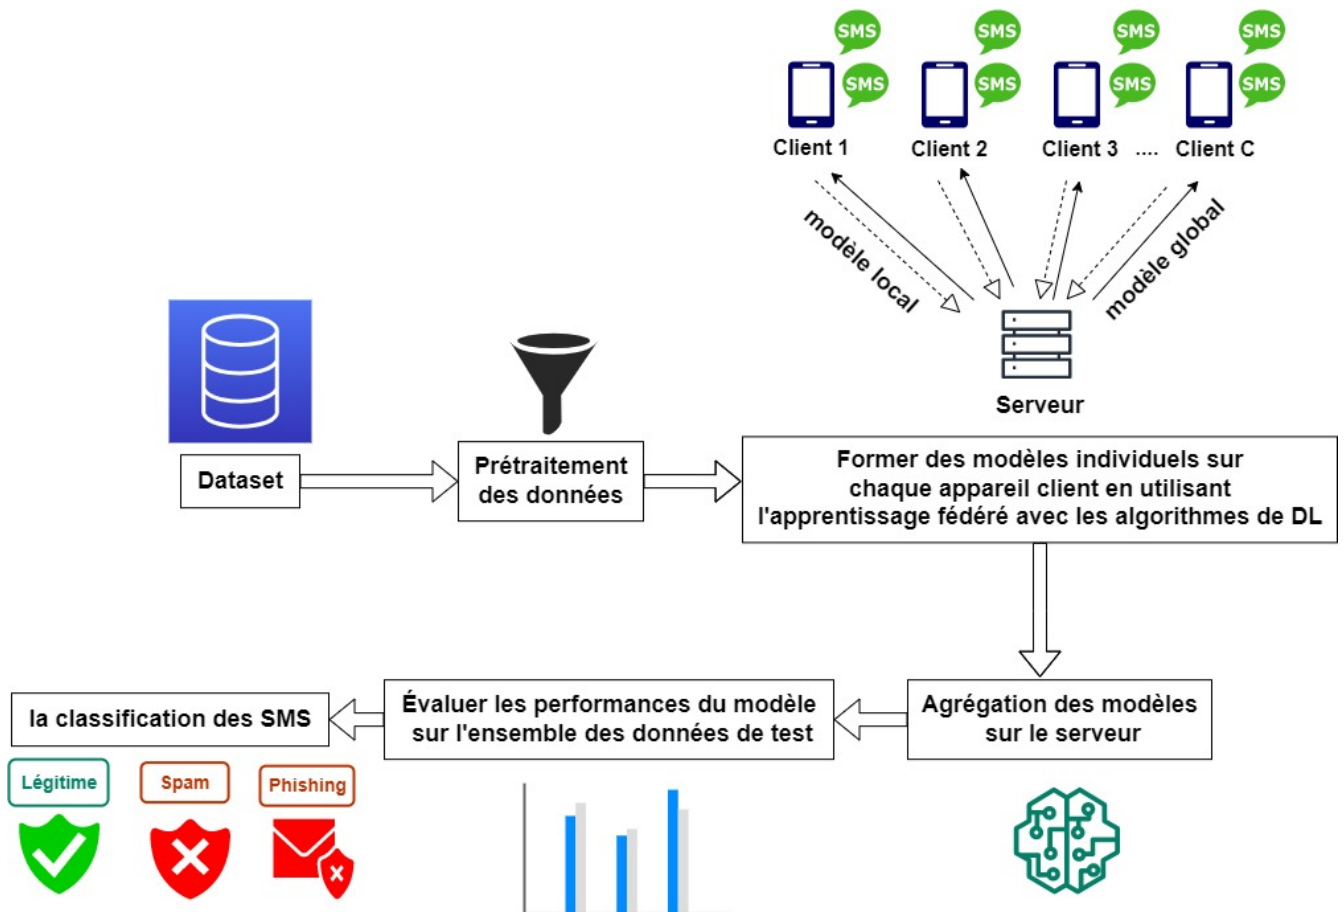 SMS
SMS
SMS
SMS
SMS
SMS
SMS
SMS
Client 1
Client 2
Client 3
....
Client C
modèle local
modèle global
Serveur
Dataset
Prétraitement
des données
Former des modèles individuels sur
chaque appareil client en utilisant
l'apprentissage fédéré avec les algorithmes de DL
Agrégation des modèles
sur le serveur
Évaluer les performances du modèle
sur l'ensemble des données de test
la classification des SMS
Légitime
Spam
Phishing